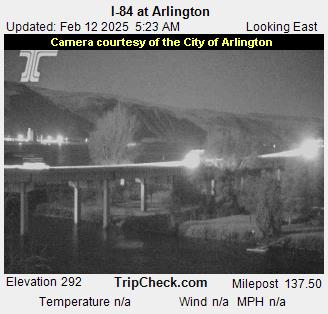 I-84 at Arlington
Updated: Feb 12 2025 5:23 AM Looking East
Camera courtesy of the City of Arlington
Elevation 292 TripCheck.com Milepost 137.50
Temperature n/a Wind n/a MPH n/a